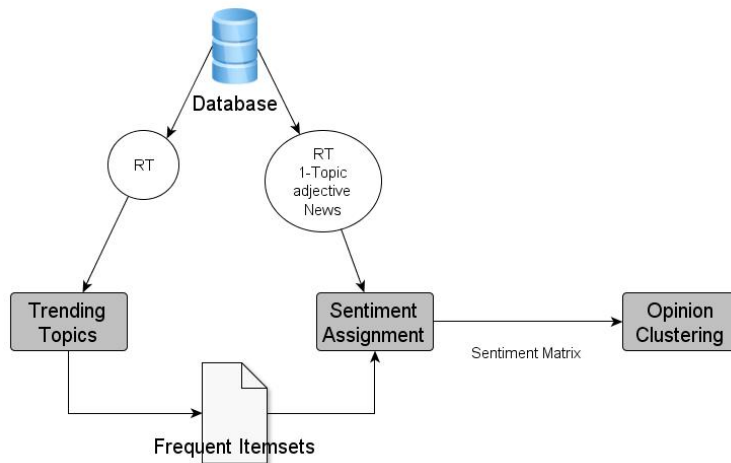 Database
RT
RT
1-Topic
adjective
News
Trending
Topics
Sentiment
Assignment
Opinion
Clustering
Sentiment Matrix
Frequent Itemsets